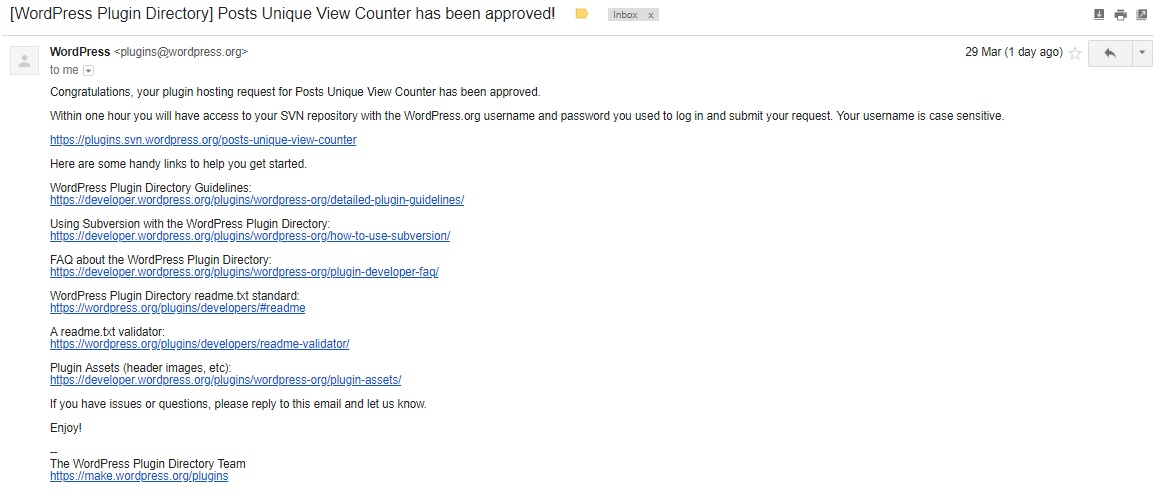 [WordPress Plugin Directory] Posts Unique View Counter has been approved!
Inbox x
WordPress <plugins@wordpress.org>
29 Mar (1 day ago)
to me
Congratulations, your plugin hosting request for Posts Unique View Counter has been approved.
Within one hour you will have access to your SVN repository with the WordPress.org username and password you used to log in and submit your request. Your username is case sensitive.
https://plugins.svn.wordpress.org/posts-unique-view-counter
Here are some handy links to help you get started.
WordPress Plugin Directory Guidelines:
https://developer.wordpress.org/plugins/wordpress-org/detailed-plugin-guidelines/
Using Subversion with the WordPress Plugin Directory:
https://developer.wordpress.org/plugins/wordpress-org/how-to-use-subversion/
FAQ about the WordPress Plugin Directory:
https://developer.wordpress.org/plugins/wordpress-org/plugin-developer-faq/
WordPress Plugin Directory readme.txt standard:
https://wordpress.org/plugins/developers/#readme
A readme.txt validator:
https://wordpress.org/plugins/developers/readme-validator/
Plugin Assets (header images, etc):
https://developer.wordpress.org/plugins/wordpress-org/plugin-assets/
If you have issues or questions, please reply to this email and let us know.
Enjoy!
--
The WordPress Plugin Directory Team
https://make.wordpress.org/plugins